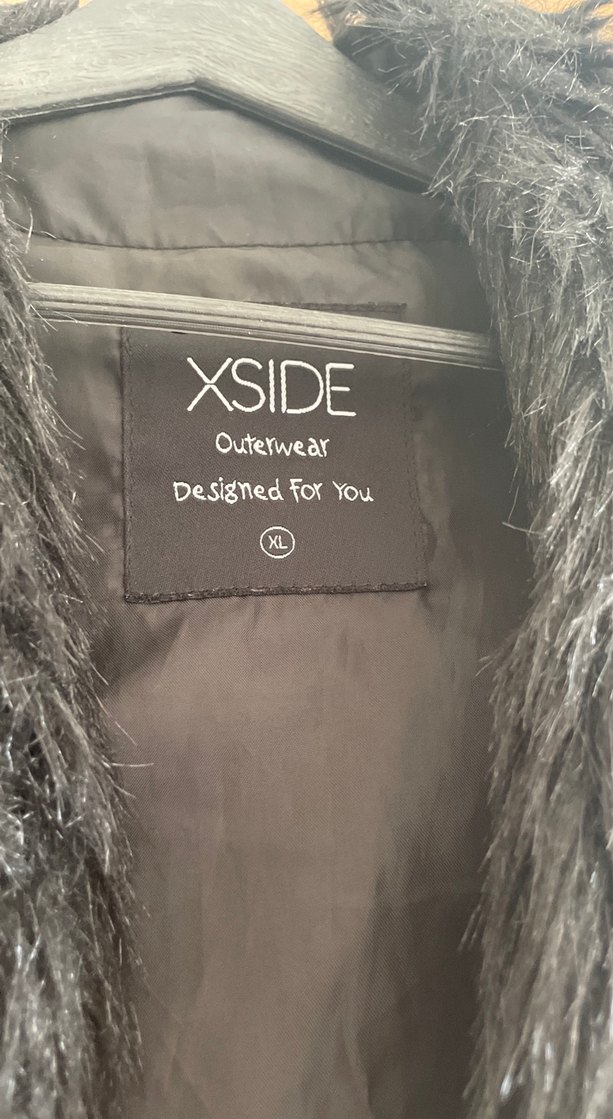 XSIDE
Outerwear
Designed For You
XL